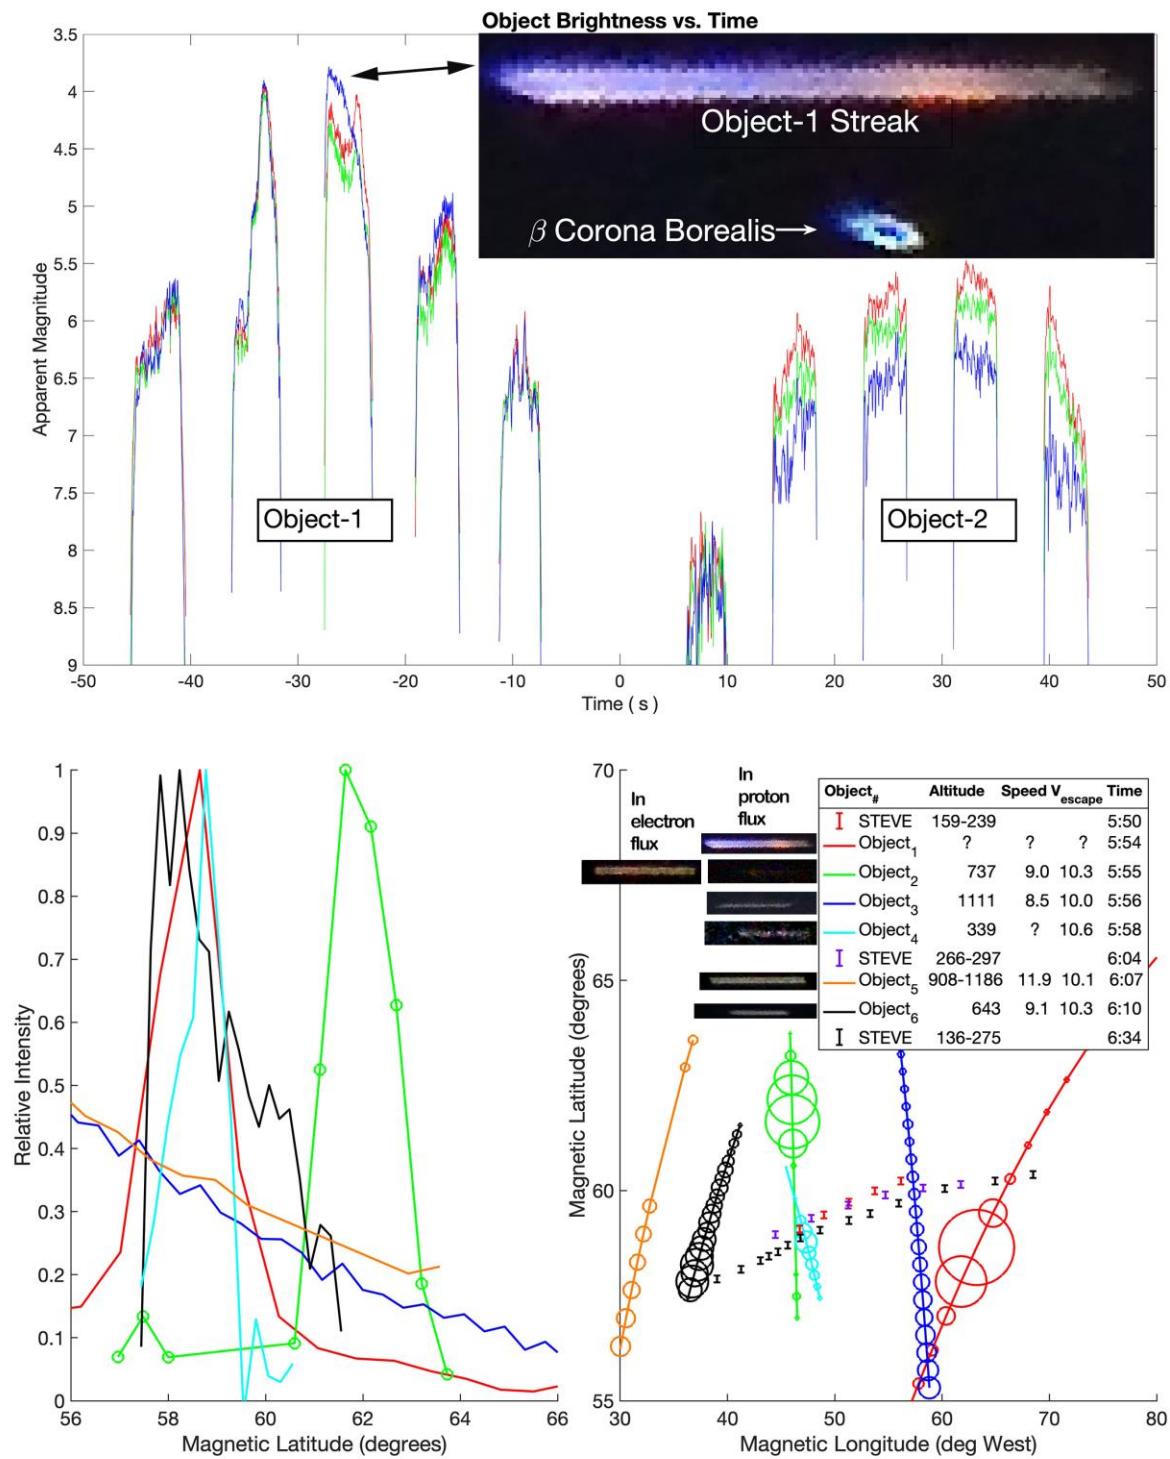 Object Brightness vs. Time
3.5
4
4.5
5
5.5
6
6.5
7
7.5
8
8.5
9
Apparent Magnitude
Object-1 Streak
β Corona Borealis
Object-1
Object-2
-50 -40 -30 -20 -10 0 10 20 30 40 50
Time ( s )
1
0.9
0.8
0.7
0.6
0.5
0.4
0.3
0.2
0.1
0
Relative Intensity
56 58 60 62 64 66
Magnetic Latitude (degrees)
70
65
60
55
Magnetic Latitude (degrees)
In
electron
flux
In
proton
flux
Object# Altitude Speed Vescape Time
STEVE 159-239 5:50
Object1 ? ? ? 5:54
Object2 737 9.0 10.3 5:55
Object3 1111 8.5 10.0 5:56
Object4 339 ? 10.6 5:58
STEVE 266-297 6:04
Object5 908-1186 11.9 10.1 6:07
Object6 643 9.1 10.3 6:10
STEVE 136-275 6:34
30 40 50 60 70 80
Magnetic Longitude (deg West)